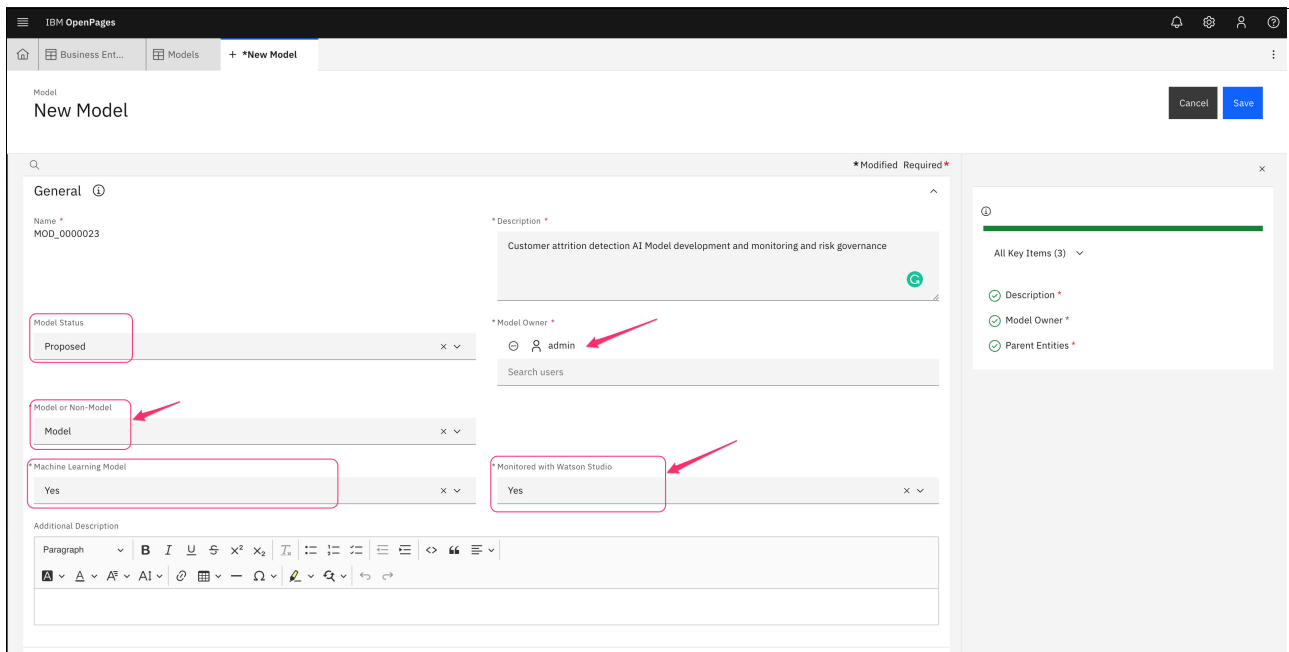 IBM OpenPages
Business Ent...
Models
+ *New Model
Model
New Model
Cancel
Save
*Modified Required*
General
Name *
MOD_0000023
* Description *
Customer attrition detection AI Model development and monitoring and risk governance
Model Status
Proposed
* Model Owner *
admin
Search users
* Model or Non-Model
Model
* Machine Learning Model
Yes
* Monitored with Watson Studio
Yes
Additional Description
Paragraph
All Key Items (3)
Description *
Model Owner *
Parent Entities *